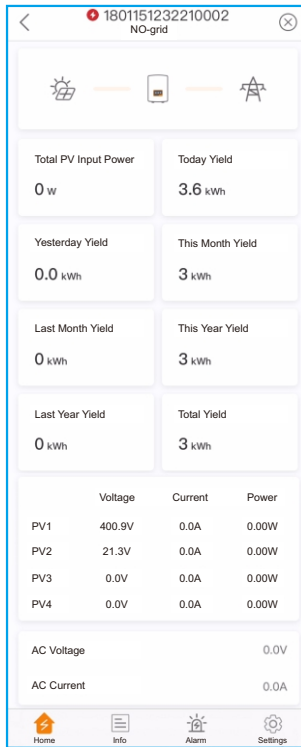 1801151232210002
NO-grid
Total PV Input Power
0 W
Today Yield
3.6 kWh
Yesterday Yield
0.0 kWh
This Month Yield
3 kWh
Last Month Yield
0 kWh
This Year Yield
3 kWh
Last Year Yield
0 kWh
Total Yield
3 kWh
Voltage Current Power
PV1 400.9V 0.0A 0.00W
PV2 21.3V 0.0A 0.00W
PV3 0.0V 0.0A 0.00W
PV4 0.0V 0.0A 0.00W
AC Voltage 0.0V
AC Current 0.0A
Home Info Alarm Settings